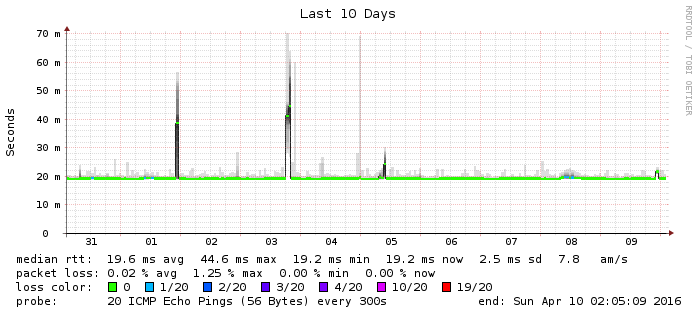 Last 10 Days
RRDTOOL / TOBI OETIKER
Seconds
70 m
60 m
50 m
40 m
30 m
20 m
10 m
0
31 01 02 03 04 05 06 07 08 09
median rtt: 19.6 ms avg 44.6 ms max 19.2 ms min 19.2 ms now 2.5 ms sd 7.8 am/s
packet loss: 0.02 % avg 1.25 % max 0.00 % min 0.00 % now
loss color: 0 1/20 2/20 3/20 4/20 10/20 19/20
probe: 20 ICMP Echo Pings (56 Bytes) every 300s end: Sun Apr 10 02:05:09 2016